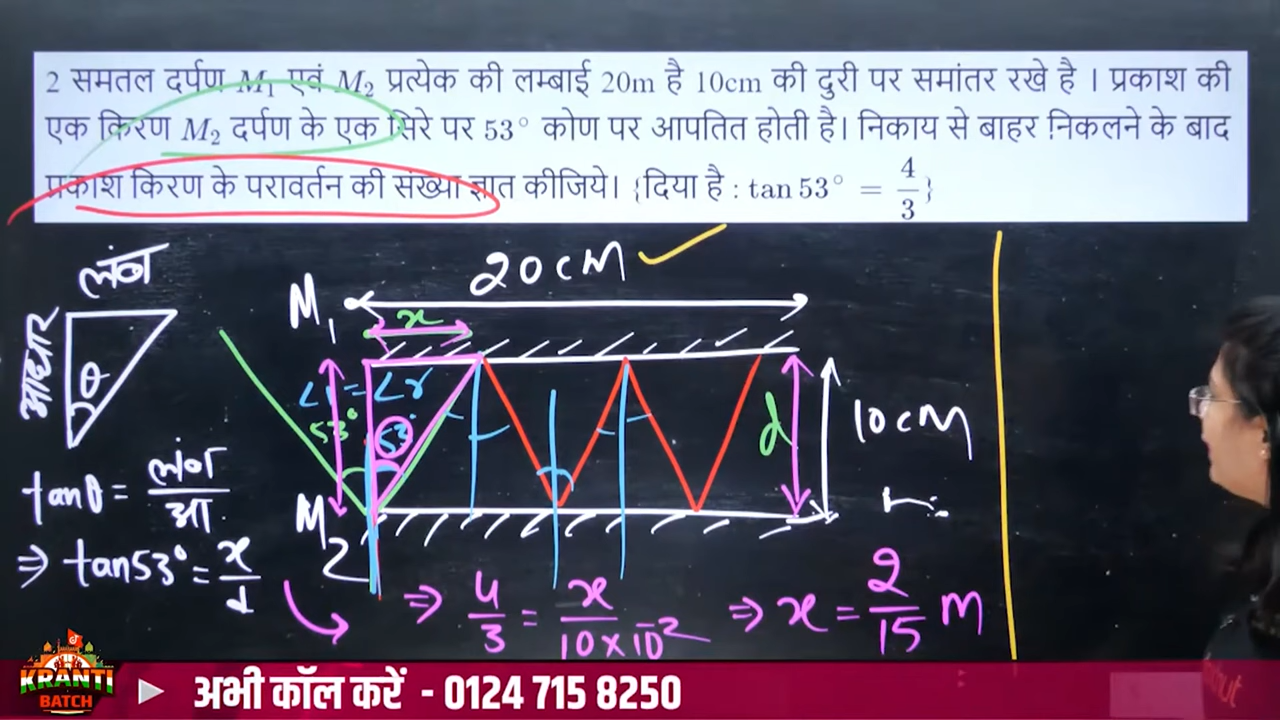 2 समतल दर्पण M₁ एवं M₂ प्रत्येक की लम्बाई 20m है 10cm की दुरी पर समांतर रखे है । प्रकाश की
एक किरण M₂ दर्पण के एक सिरे पर 53° कोण पर आपतित होती है। निकाय से बाहर निकलने के बाद
प्रकाश किरण के परावर्तन की संख्या ज्ञात कीजिये। {दिया है : tan 53° = 4/3}
लंब
20cm
M₁
x
आधार
θ
∠i = ∠r
53°
53°
d
10cm
tanθ = लंब/आ.
M₂
⇒ tan53° = x/d
⇒ 4/3 = x/10×10⁻² ⇒ x = 2/15 m
KRANTI
BATCH
अभी कॉल करें - 0124 715 8250